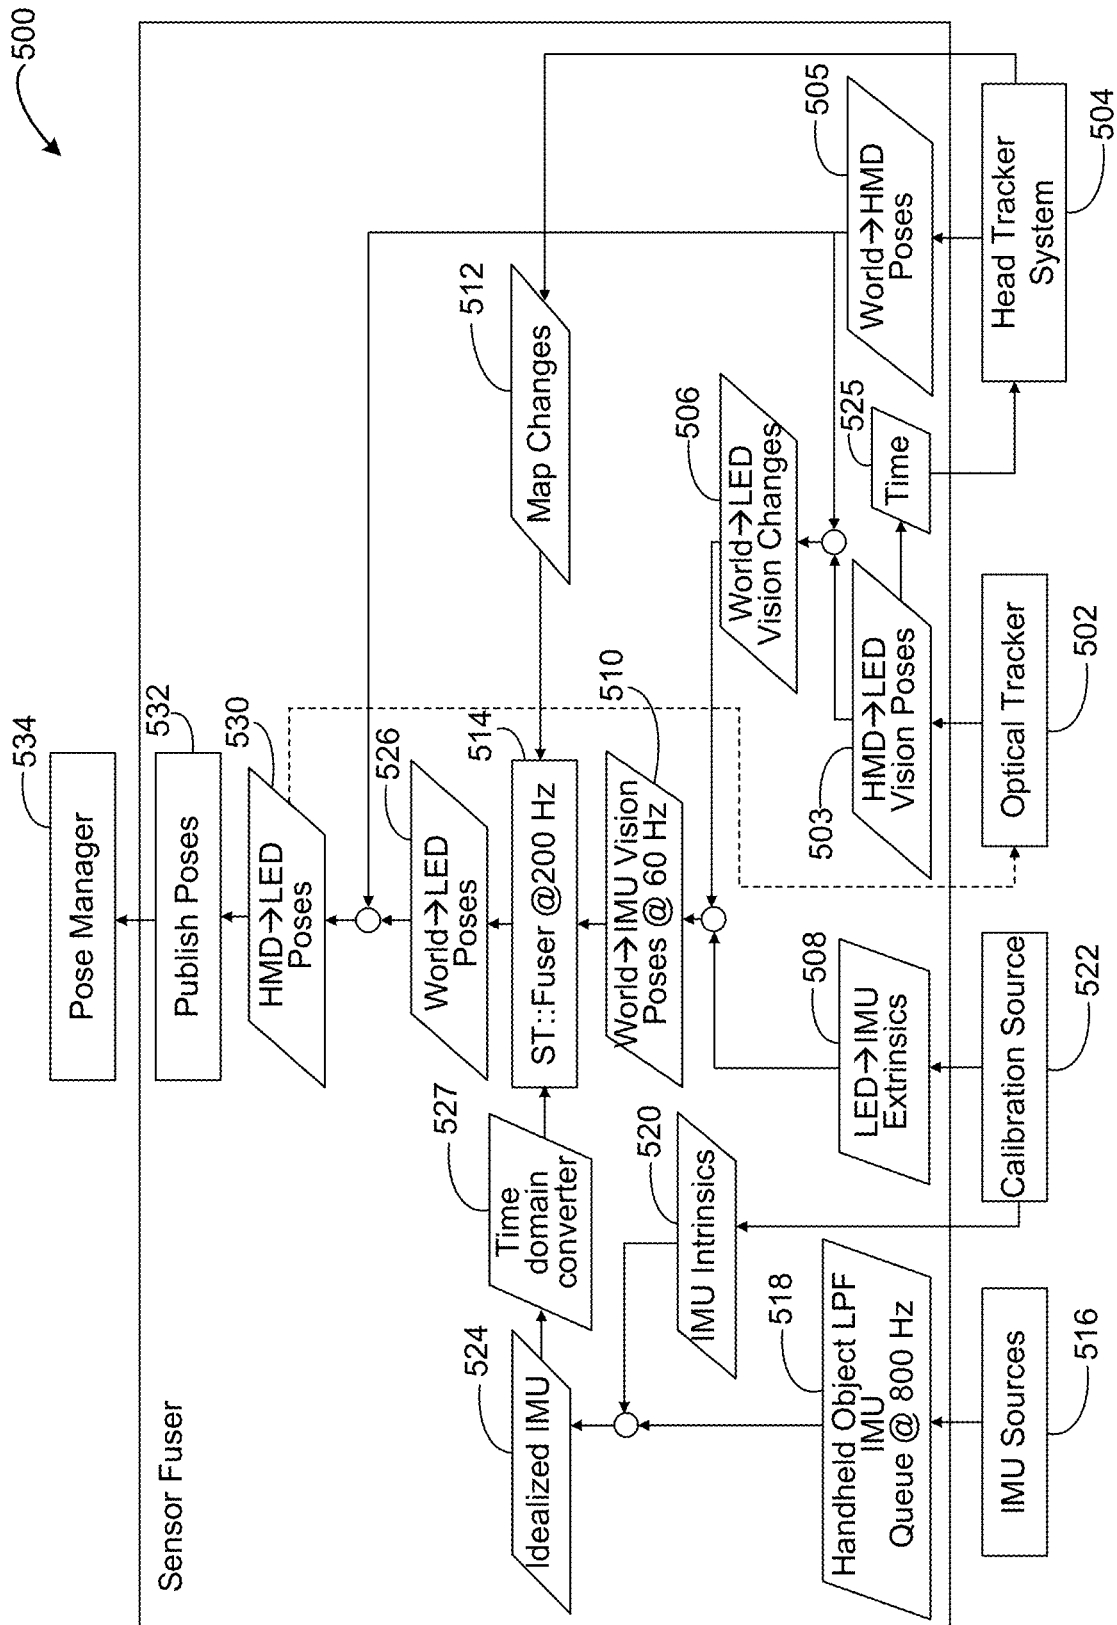 500
534
Pose Manager
Sensor Fuser
532
Publish Poses
530
HMD→LED
Poses
526
World→LED
Poses
512
Map Changes
524
Idealized IMU
527
Time
domain
converter
514
ST::Fuser @200 Hz
510
World→IMU Vision
Poses @ 60 Hz
520
IMU Intrinsics
506
World→LED
Vision Changes
518
Handheld Object LPF
IMU
Queue @ 800 Hz
508
LED→IMU
Extrinsics
503
HMD→LED
Vision Poses
525
Time
505
World→HMD
Poses
IMU Sources
516
Calibration Source
522
Optical Tracker
502
Head Tracker
System
504